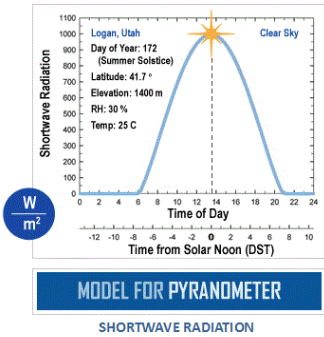 1100
1000
900
800
700
600
500
400
300
200
100
0
Shortwave Radiation
Logan, Utah
Clear Sky
Day of Year: 172
(Summer Solstice)
Latitude: 41.7 °
Elevation: 1400 m
RH: 30 %
Temp: 25 C
W
m²
0 2 4 6 8 10 12 14 16 18 20 22 24
Time of Day
-12 -10 -8 -6 -4 -2 0 2 4 6 8 10
Time from Solar Noon (DST)
MODEL FOR PYRANOMETER
SHORTWAVE RADIATION